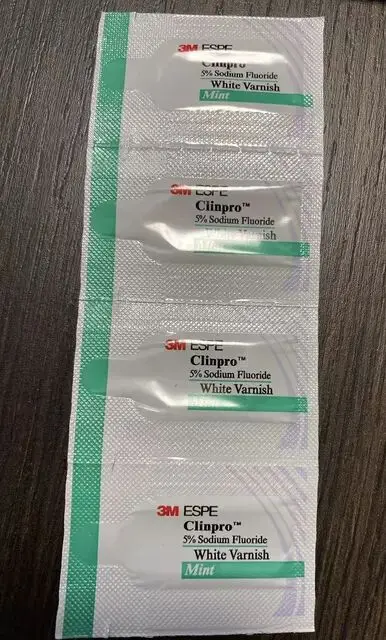 3M ESPE
Clinpro
5% Sodium Fluoride
White Varnish
Mint
3M ESPE
Clinpro™
5% Sodium Fluoride
White Varnish
Mint
3M ESPE
Clinpro™
5% Sodium Fluoride
White Varnish
3M ESPE
Clinpro™
5% Sodium Fluoride
White Varnish
Mint